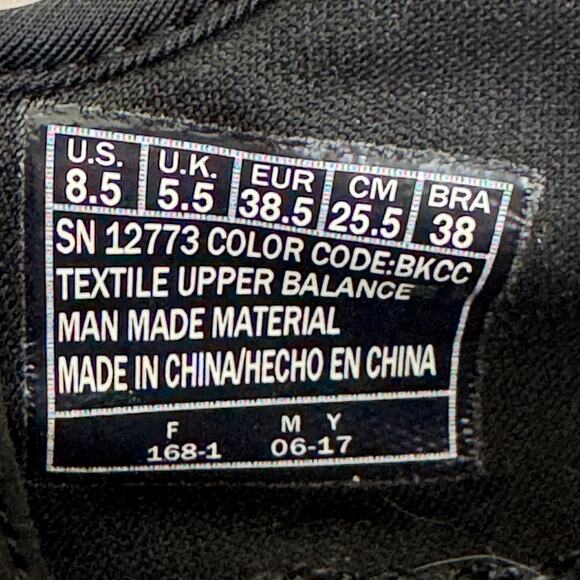 U.S. U.K. EUR CM BRA
8.5 5.5 38.5 25.5 38
SN 12773 COLOR CODE:BKCC
TEXTILE UPPER BALANCE
MAN MADE MATERIAL
MADE IN CHINA/HECHO EN CHINA
F M Y
168-1 06-17